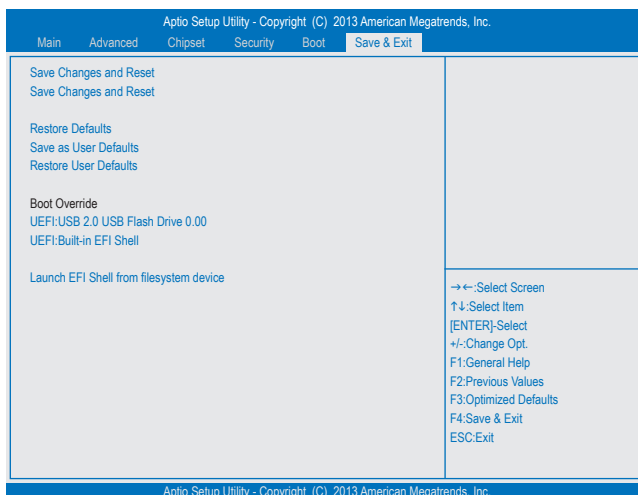 Aptio Setup Utility - Copyright (C) 2013 American Megatrends, Inc.
Main Advanced Chipset Security Boot Save & Exit
Save Changes and Reset
Save Changes and Reset
Restore Defaults
Save as User Defaults
Restore User Defaults
Boot Override
UEFI:USB 2.0 USB Flash Drive 0.00
UEFI:Built-in EFI Shell
Launch EFI Shell from filesystem device
→←:Select Screen
↑↓:Select Item
[ENTER]-Select
+/-:Change Opt.
F1:General Help
F2:Previous Values
F3:Optimized Defaults
F4:Save & Exit
ESC:Exit
Aptio Setup Utility - Copyright (C) 2013 American Megatrends, Inc.